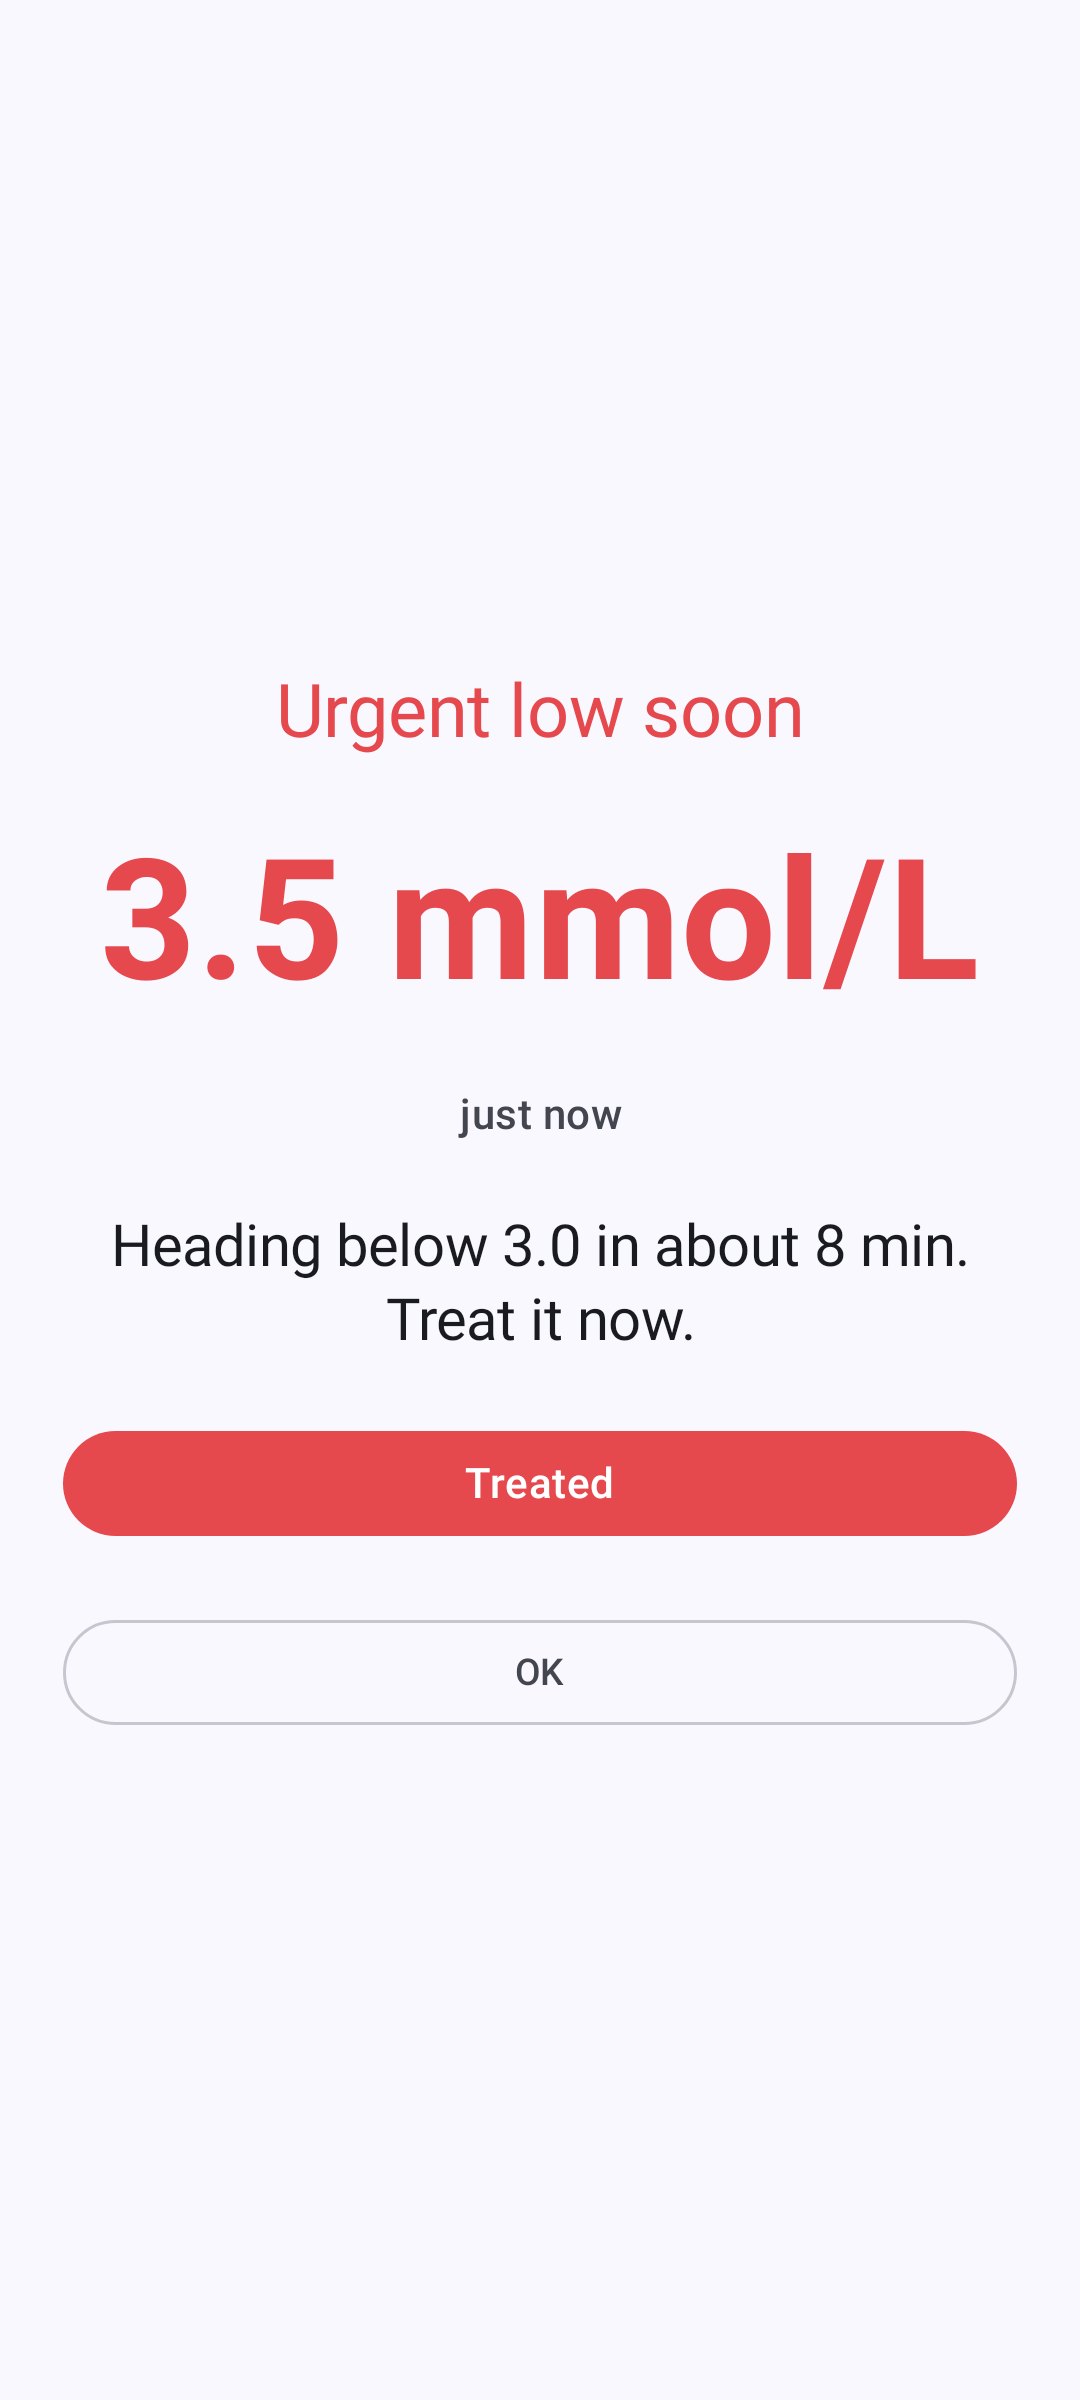 Urgent low soon
3.5 mmol/L
just now
Heading below 3.0 in about 8 min.
Treat it now.
Treated
OK